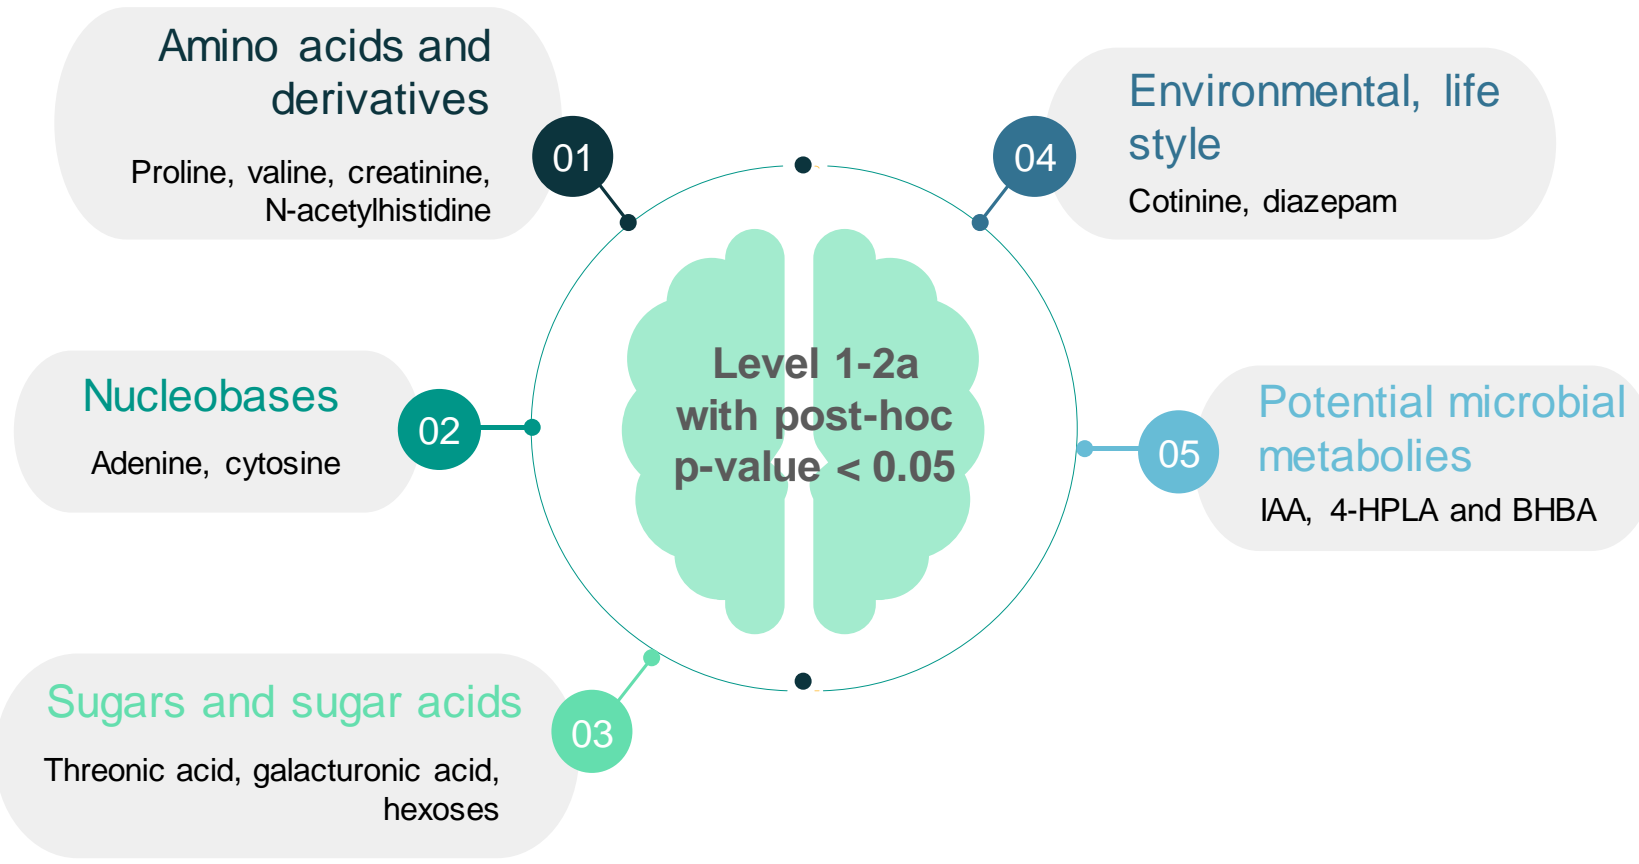 Amino acids and
derivatives
Proline, valine, creatinine,
N-acetylhistidine
01
Nucleobases
Adenine, cytosine
02
Sugars and sugar acids
Threonic acid, galacturonic acid,
hexoses
03
Level 1-2a
with post-hoc
p-value < 0.05
04
Environmental, life
style
Cotinine, diazepam
05
Potential microbial
metabolies
IAA, 4-HPLA and BHBA